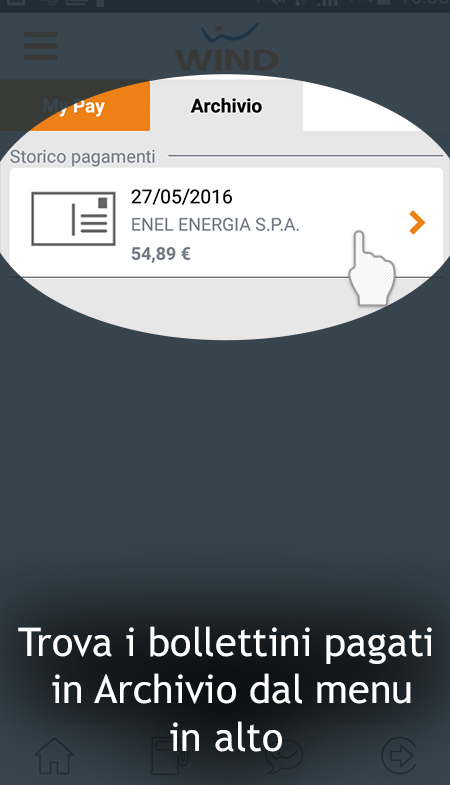 WIND
My Pay
Archivio
Storico pagamenti
27/05/2016
ENEL ENERGIA S.P.A.
54,89 €
Trova i bollettini pagati
in Archivio dal menu
in alto